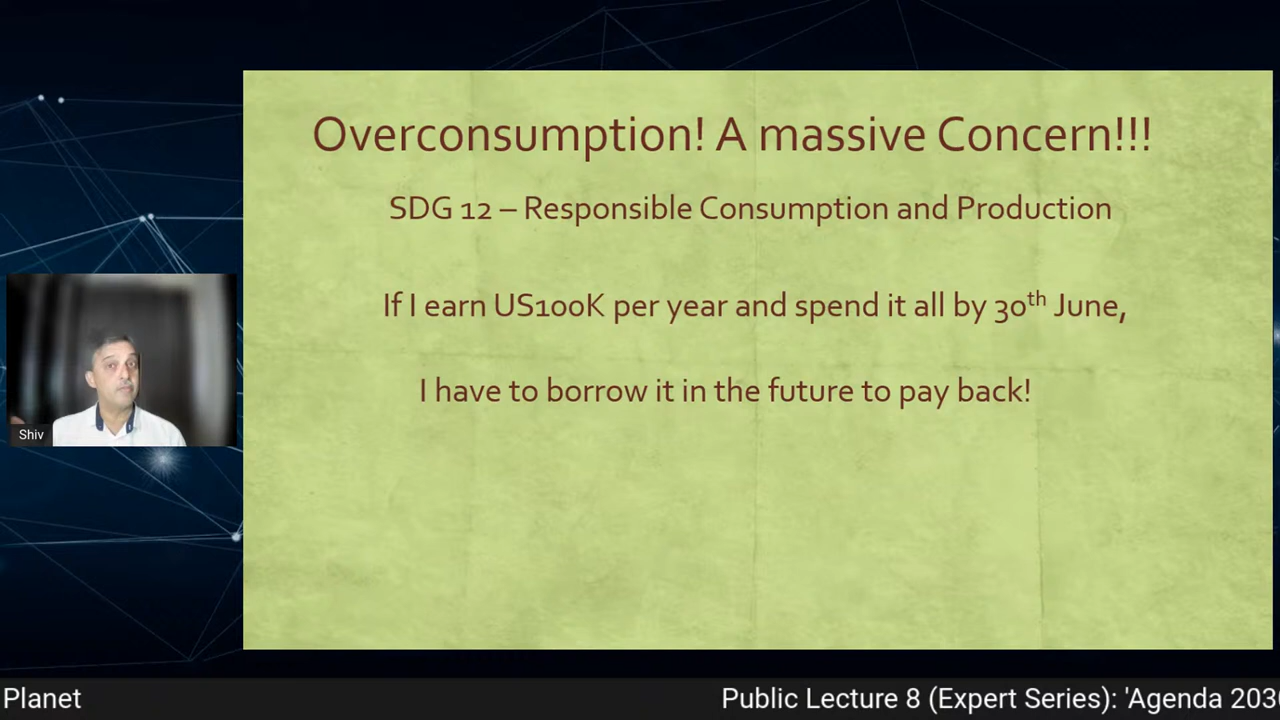 Overconsumption! A massive Concern!!!
SDG 12 – Responsible Consumption and Production
If I earn US100K per year and spend it all by 30th June,
I have to borrow it in the future to pay back!
Shiv
Planet
Public Lecture 8 (Expert Series): 'Agenda 203